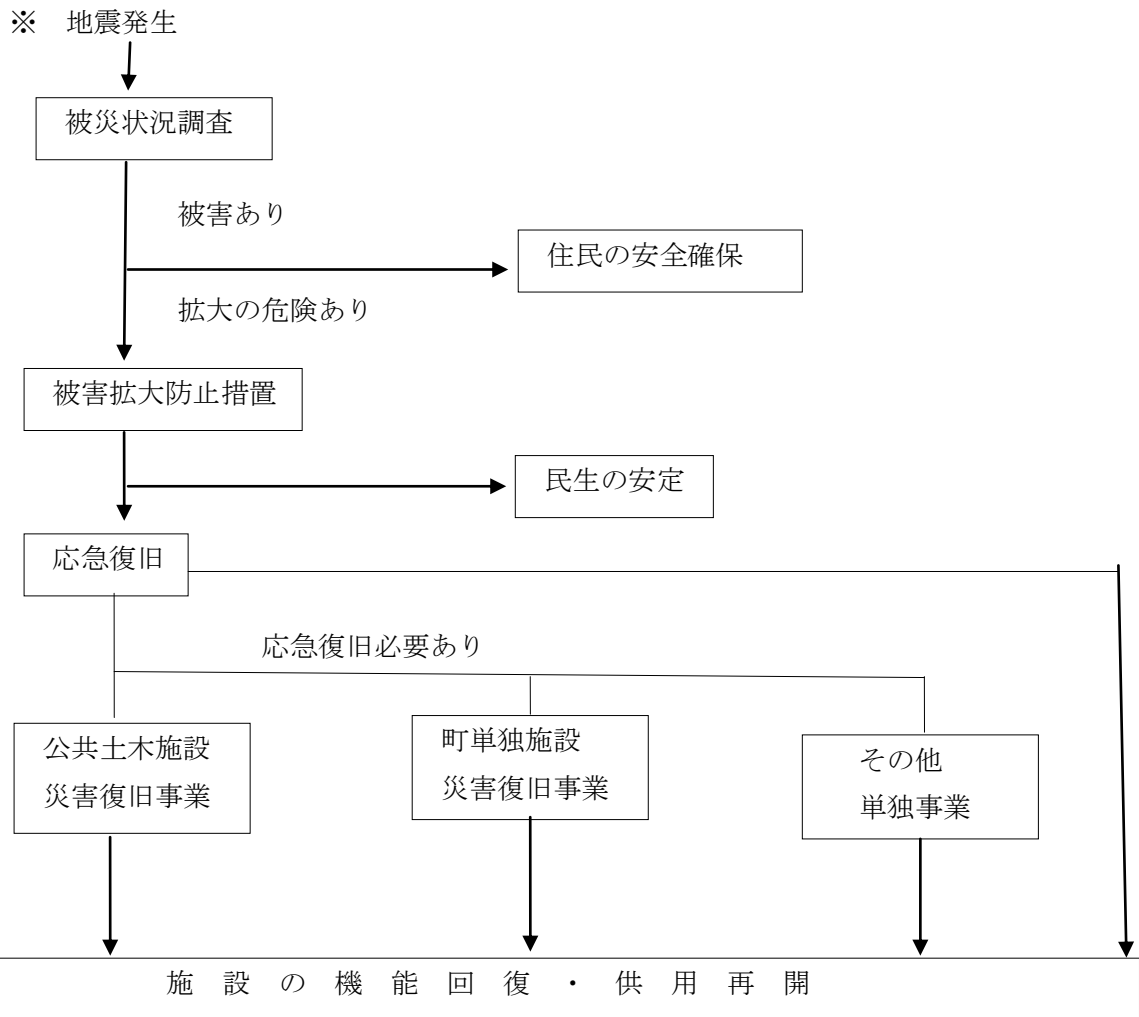 ※ 地震発生
被災状況調査
被害あり
住民の安全確保
拡大の危険あり
被害拡大防止措置
民生の安定
応急復旧
応急復旧必要あり
公共土木施設
災害復旧事業
町単独施設
災害復旧事業
その他
単独事業
施設の機能回復・供用再開